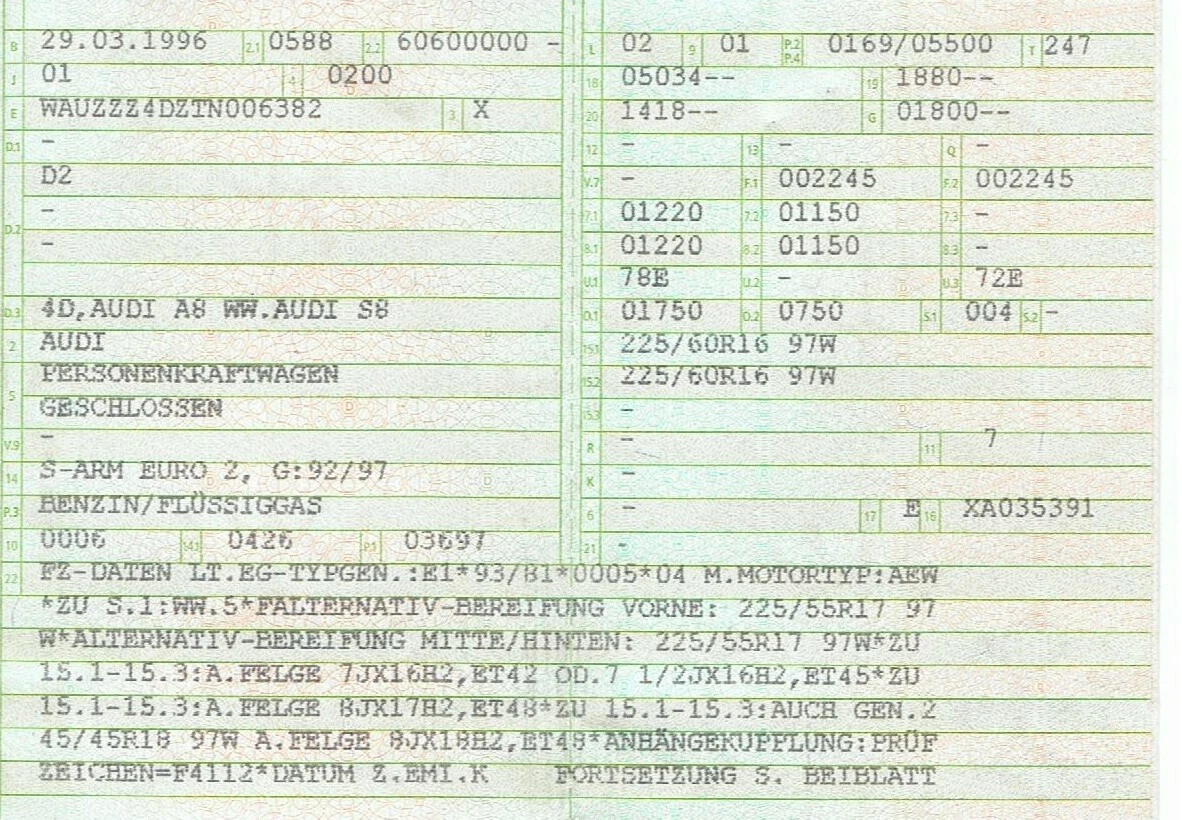 B 29.03.1996 2.1 0588 2.2 60600000 - L 02 9 01 P.2 P.4 0169/05500 T 247
J 01 4 0200 18 05034-- 19 1880--
E WAUZZZ4DZTN006382 3 X 20 1418-- G 01800--
D.1 - 12 - 13 - Q -
D2 V.7 - F.1 002245 F.2 002245
D.2 - 7.1 01220 7.2 01150 7.3 -
- 8.1 01220 8.2 01150 8.3 -
U.1 78E U.2 - U.3 72E
D.3 4D,AUDI A8 WW.AUDI S8 O.1 01750 O.2 0750 S.1 004 S.2 -
2 AUDI 15.1 225/60R16 97W
5 PERSONENKRAFTWAGEN 15.2 225/60R16 97W
GESCHLOSSEN 15.3 -
V.9 - R - 11 7
14 S-ARM EURO 2, G:92/97 K -
P.3 BENZIN/FLÜSSIGGAS 6 - 17 E 16 XA035391
10 0006 14.1 0426 P.1 03697 21 -
22 FZ-DATEN LT.EG-TYPGEN.:E1*93/81*0005*04 M.MOTORTYP:AEW
*ZU S.1:WW.5*FALTERNATIV-BEREIFUNG VORNE: 225/55R17 97
W*ALTERNATIV-BEREIFUNG MITTE/HINTEN: 225/55R17 97W*ZU
15.1-15.3:A.FELGE 7JX16H2,ET42 OD.7 1/2JX16H2,ET45*ZU
15.1-15.3:A.FELGE 8JX17H2,ET48*ZU 15.1-15.3:AUCH GEN.2
45/45R18 97W A.FELGE 8JX18H2,ET48*ANHÄNGEKUPPLUNG:PRÜF
ZEICHEN=F4112*DATUM Z.EMI.K FORTSETZUNG S. BEIBLATT